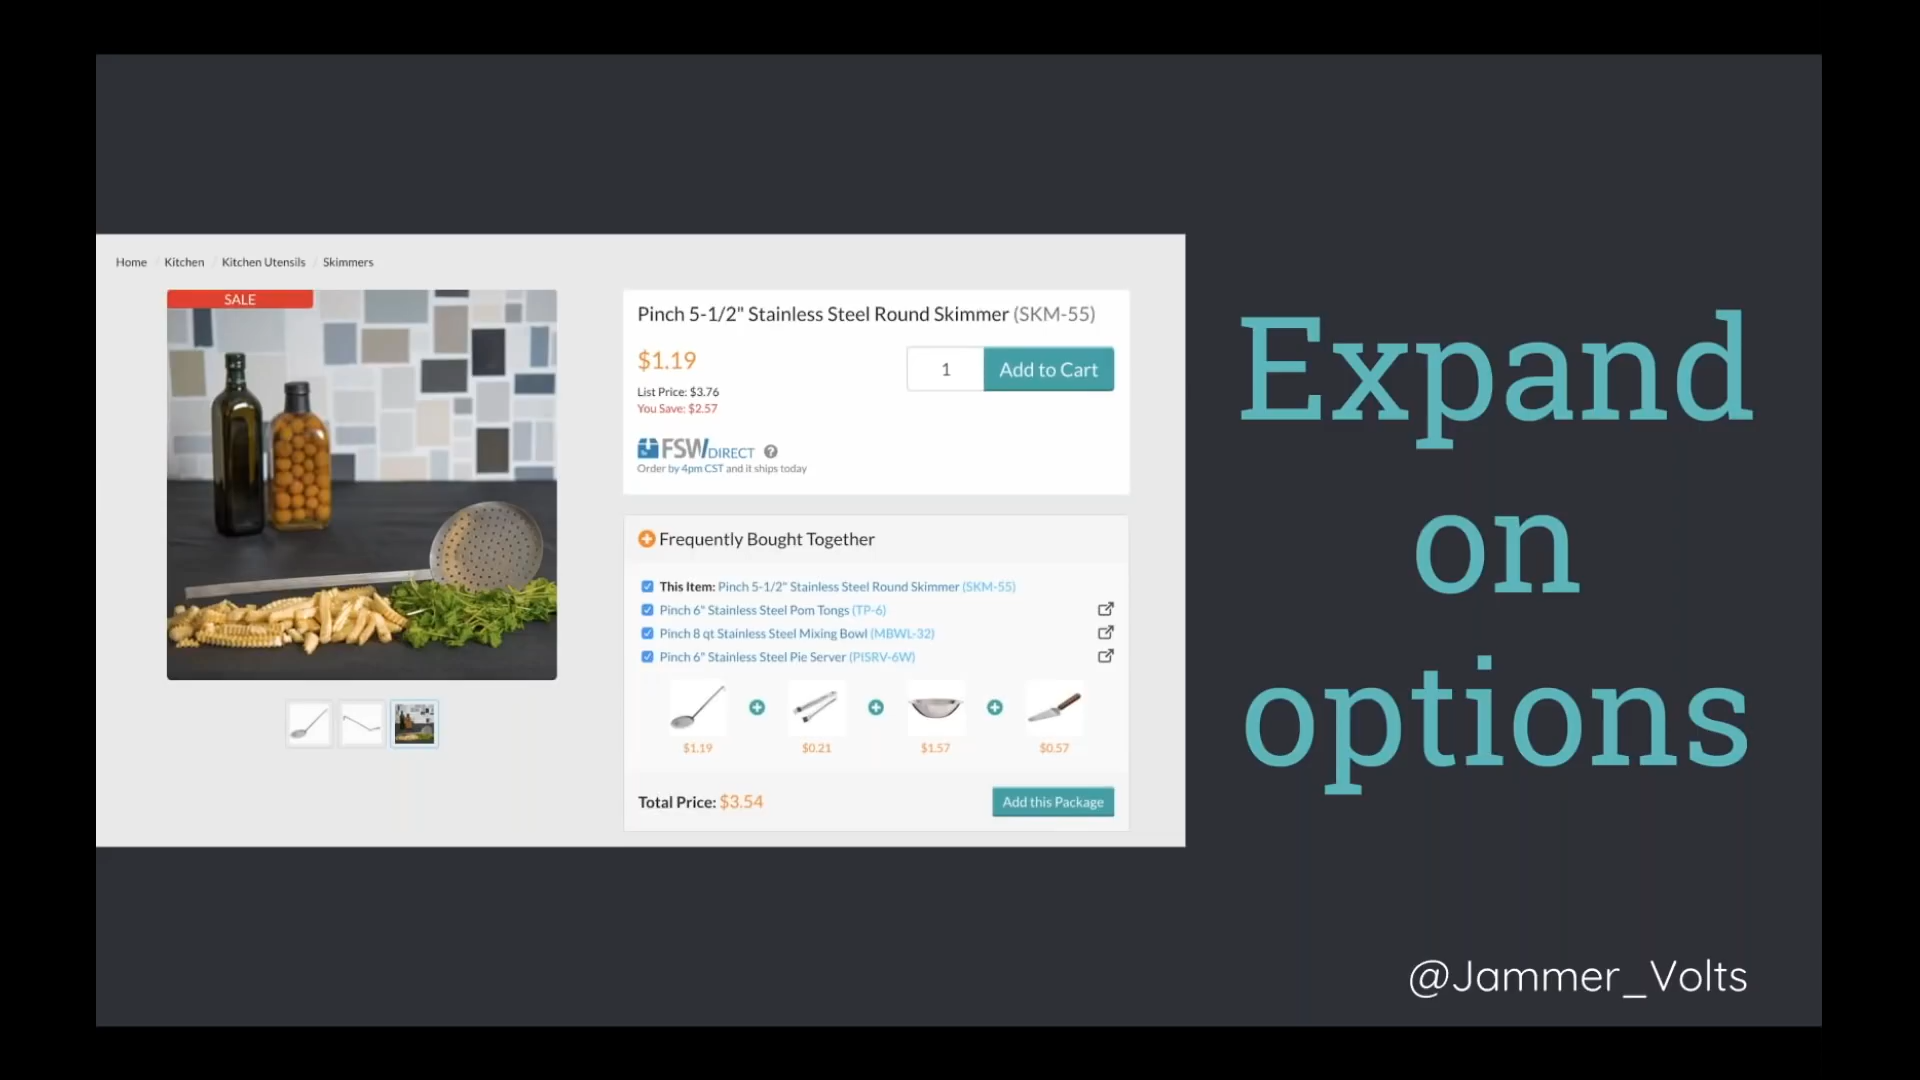 Home / Kitchen / Kitchen Utensils / Skimmers
SALE
Pinch 5-1/2" Stainless Steel Round Skimmer (SKM-55)
$1.19
List Price: $3.76
You Save: $2.57
1
Add to Cart
FSWDIRECT ?
Order by 4pm CST and it ships today
Frequently Bought Together
This Item: Pinch 5-1/2" Stainless Steel Round Skimmer (SKM-55)
Pinch 6" Stainless Steel Pom Tongs (TP-6)
Pinch 8 qt Stainless Steel Mixing Bowl (MBWL-32)
Pinch 6" Stainless Steel Pie Server (PISRV-6W)
$1.19 $0.21 $1.57 $0.57
Total Price: $3.54
Add this Package
Expand
on
options
@Jammer_Volts